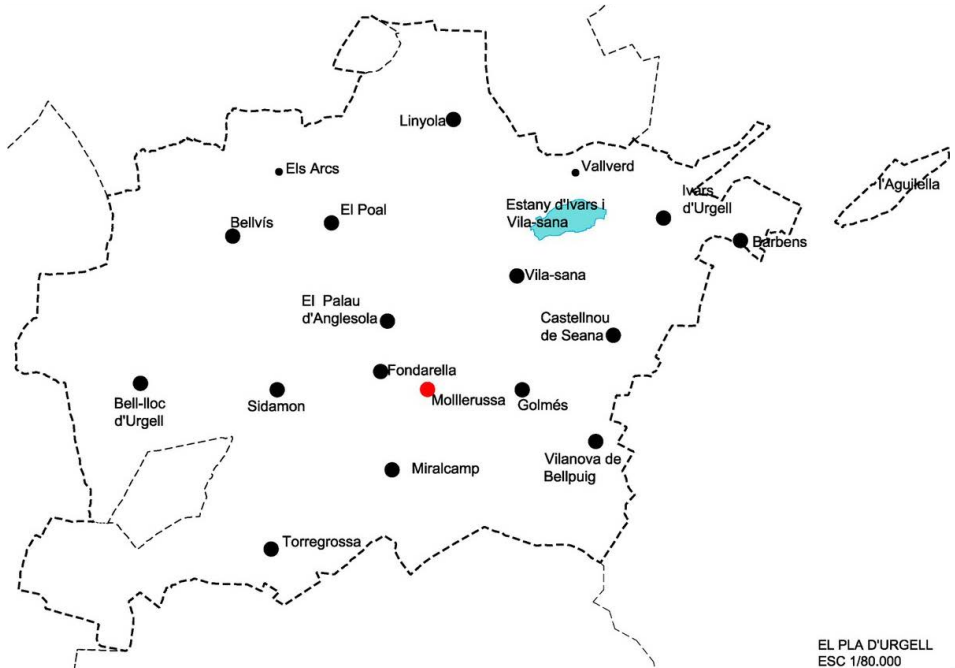 Linyola
Els Arcs
Vallverd
l'Aguilella
Ivars
d'Urgell
Estany d'Ivars i
Vila-sana
El Poal
Bellvís
Barbens
Vila-sana
El Palau
d'Anglesola
Castellnou
de Seana
Fondarella
Bell-lloc
d'Urgell
Sidamon
Molllerussa
Golmés
Vilanova de
Bellpuig
Miralcamp
Torregrossa
EL PLA D'URGELL
ESC 1/80.000